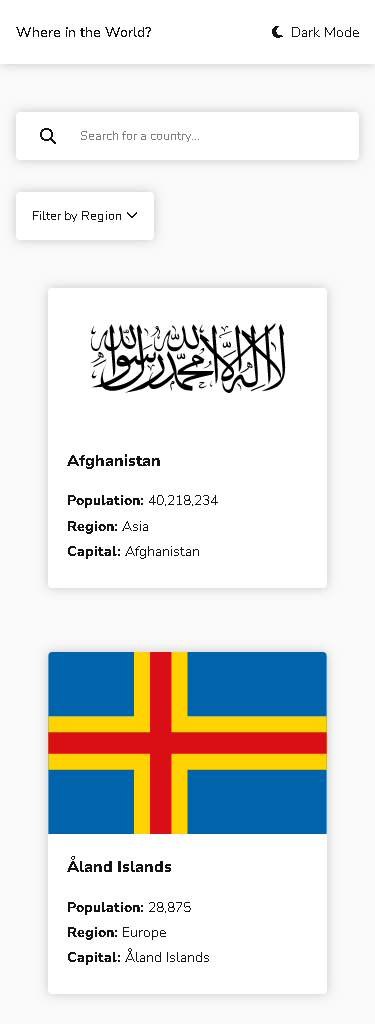 Where in the World?
Dark Mode
Search for a country...
Filter by Region
لا إله إلا الله محمد رسول الله
Afghanistan
Population: 40,218,234
Region: Asia
Capital: Afghanistan
Åland Islands
Population: 28,875
Region: Europe
Capital: Åland Islands